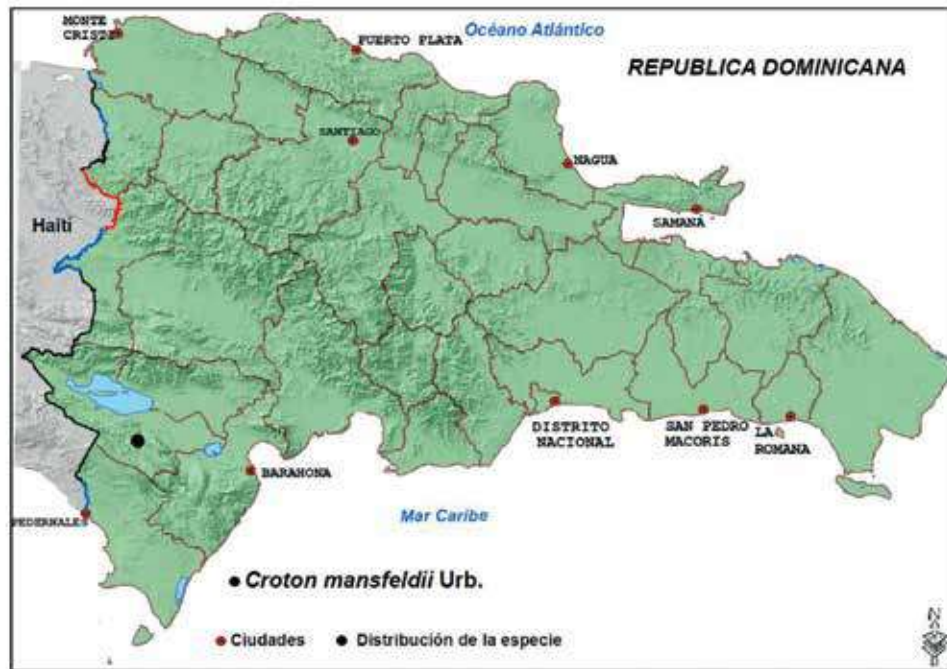 MONTE
CRISTI
PUERTO PLATA
Océano Atlántico
REPUBLICA DOMINICANA
SANTIAGO
NAGUA
SAMANÁ
Haití
DISTRITO
NACIONAL
SAN PEDRO
MACORIS
LA
ROMANA
BARAHONA
PEDERNALES
Mar Caribe
Croton mansfeldii Urb.
Ciudades
Distribución de la especie
N